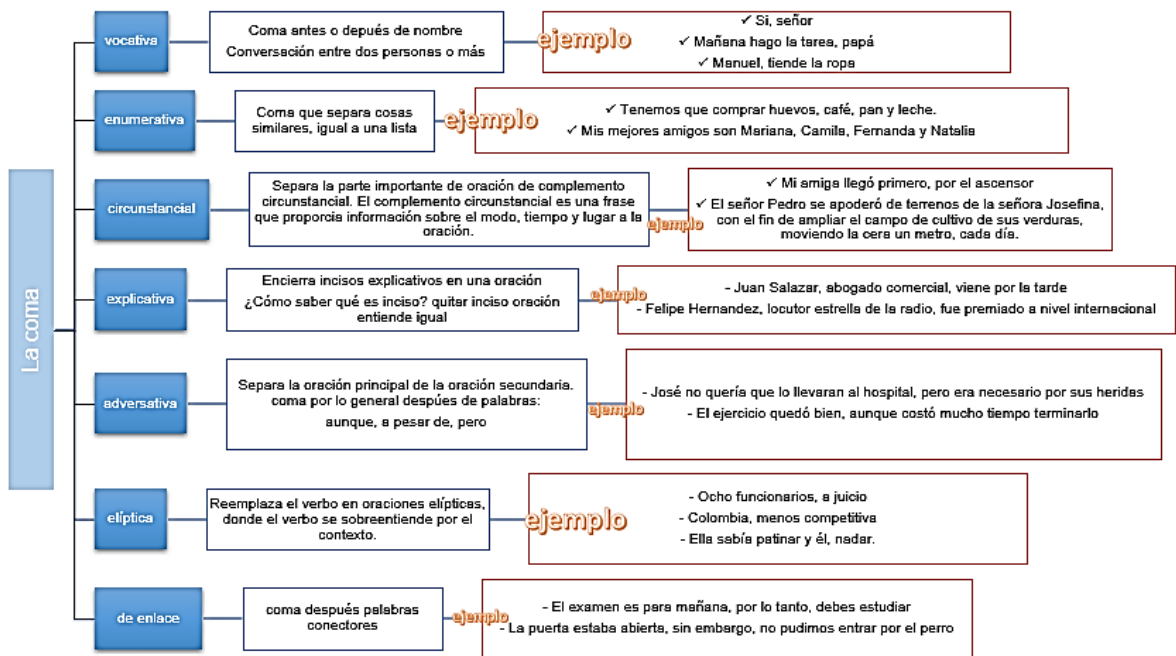 La coma
vocativa
Coma antes o depués de nombre
Conversación entre dos personas o más
ejemplo
✓ Si, señor
✓ Mañana hago la tarea, papá
✓ Manuel, tiende la ropa
enumerativa
Coma que separa cosas
similares, igual a una lista
ejemplo
✓ Tenemos que comprar huevos, café, pan y leche.
✓ Mis mejores amigos son Mariana, Camila, Fernanda y Natalia
circunstancial
Separa la parte importante de oración de complemento
circunstancial. El complemento circunstancial es una frase
que proporcia información sobre el modo, tiempo y lugar a la
oración.
ejemplo
✓ Mi amiga llegó primero, por el ascensor
✓ El señor Pedro se apoderó de terrenos de la señora Josefina,
con el fin de ampliar el campo de cultivo de sus verduras,
moviendo la cera un metro, cada día.
explicativa
Encierra incisos explicativos en una oración
¿Cómo saber qué es inciso? quitar inciso oración
entiende igual
ejemplo
- Juan Salazar, abogado comercial, viene por la tarde
- Felipe Hernandez, locutor estrella de la radio, fue premiado a nivel internacional
adversativa
Separa la oración principal de la oración secundaria.
coma por lo general despúes de palabras:
aunque, a pesar de, pero
ejemplo
- José no quería que lo llevaran al hospital, pero era necesario por sus heridas
- El ejercicio quedó bien, aunque costó mucho tiempo terminarlo
elíptica
Reemplaza el verbo en oraciones elípticas,
donde el verbo se sobreentiende por el
contexto.
ejemplo
- Ocho funcionarios, a juicio
- Colombia, menos competitiva
- Ella sabía patinar y él, nadar.
de enlace
coma después palabras
conectores
ejemplo
- El examen es para mañana, por lo tanto, debes estudiar
- La puerta estaba abierta, sin embargo, no pudimos entrar por el perro